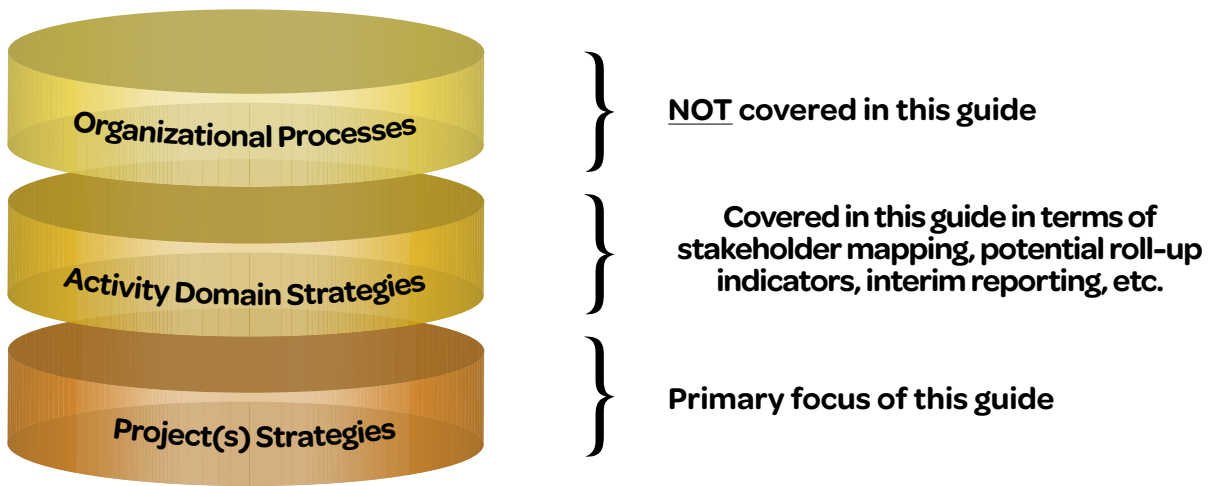 Organizational Processes
NOT covered in this guide
Activity Domain Strategies
Covered in this guide in terms of
stakeholder mapping, potential roll-up
indicators, interim reporting, etc.
Project(s) Strategies
Primary focus of this guide